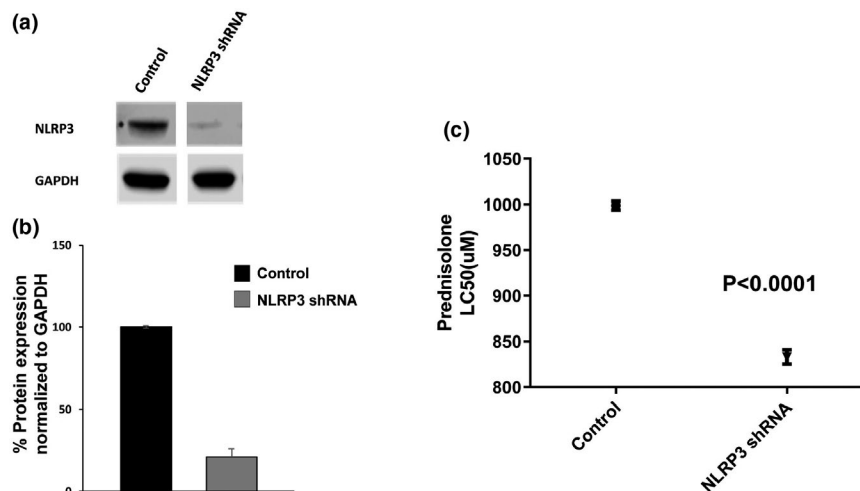 (a)
Control
NLRP3 shRNA
NLRP3
GAPDH
(b)
% Protein expression
normalized to GAPDH
150
100
50
0
Control
NLRP3 shRNA
(c)
Prednisolone
LC50(uM)
1050
1000
950
900
850
800
P<0.0001
Control
NLRP3 shRNA